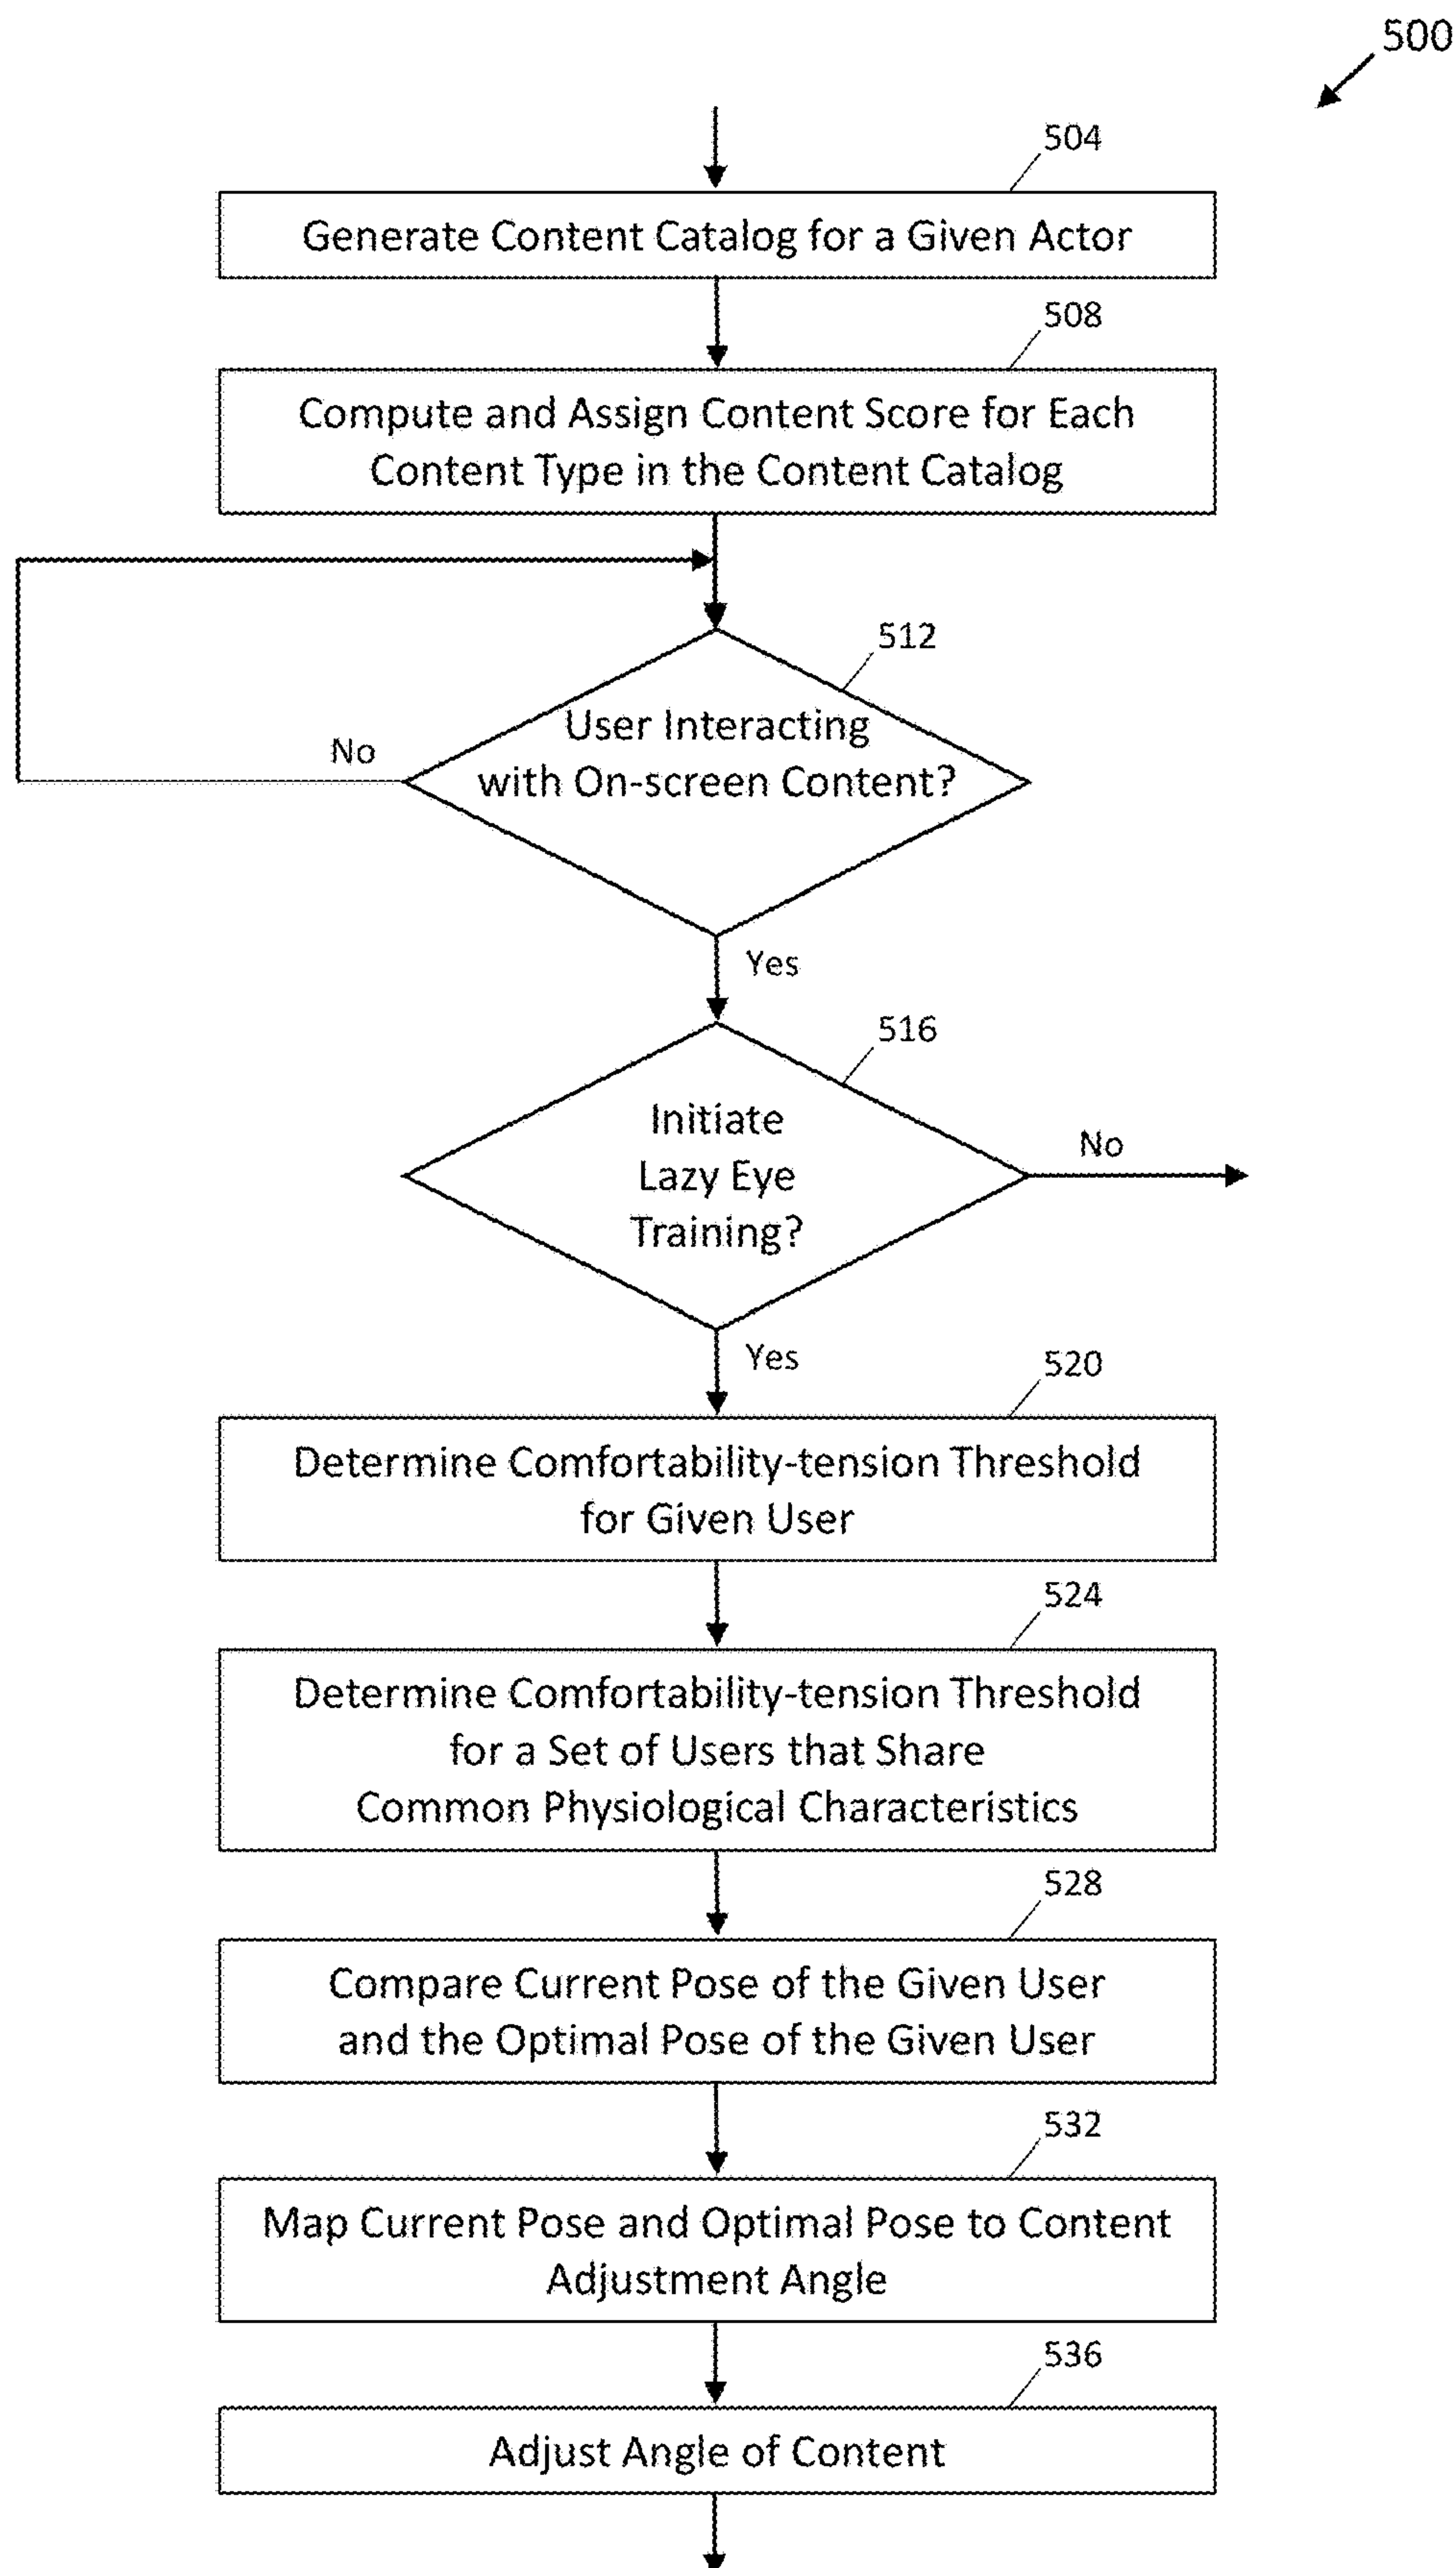 500
504
Generate Content Catalog for a Given Actor
508
Compute and Assign Content Score for Each
Content Type in the Content Catalog
512
User Interacting
with On-screen Content?
No
Yes
516
Initiate
Lazy Eye
Training?
No
Yes
520
Determine Comfortability-tension Threshold
for Given User
524
Determine Comfortability-tension Threshold
for a Set of Users that Share
Common Physiological Characteristics
528
Compare Current Pose of the Given User
and the Optimal Pose of the Given User
532
Map Current Pose and Optimal Pose to Content
Adjustment Angle
536
Adjust Angle of Content